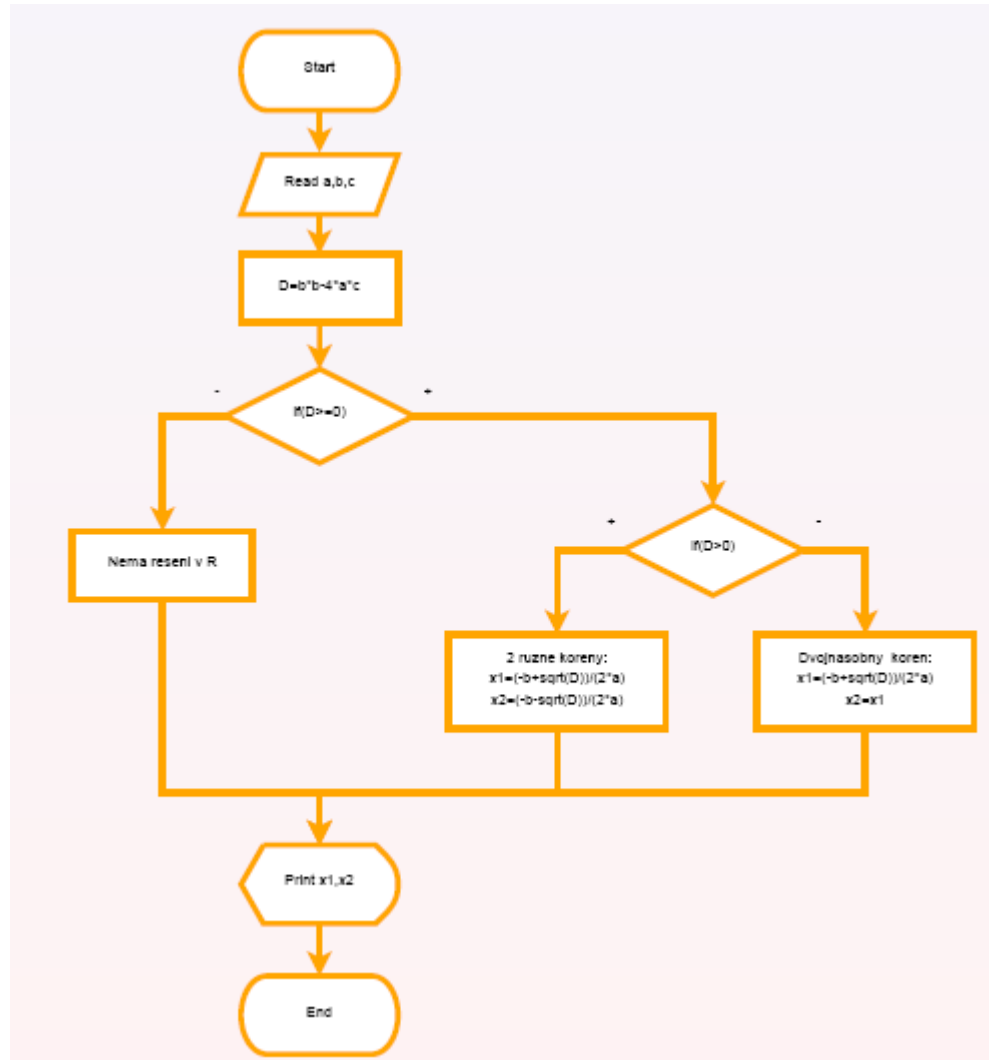 Start
Read a,b,c
D=b*b-4*a*c
- +
If(D>=0)
+ -
If(D>0)
Nema reseni v R
2 ruzne koreny:
x1=(-b+sqrt(D))/(2*a)
x2=(-b-sqrt(D))/(2*a)
Dvojnasobny koren:
x1=(-b+sqrt(D))/(2*a)
x2=x1
Print x1,x2
End